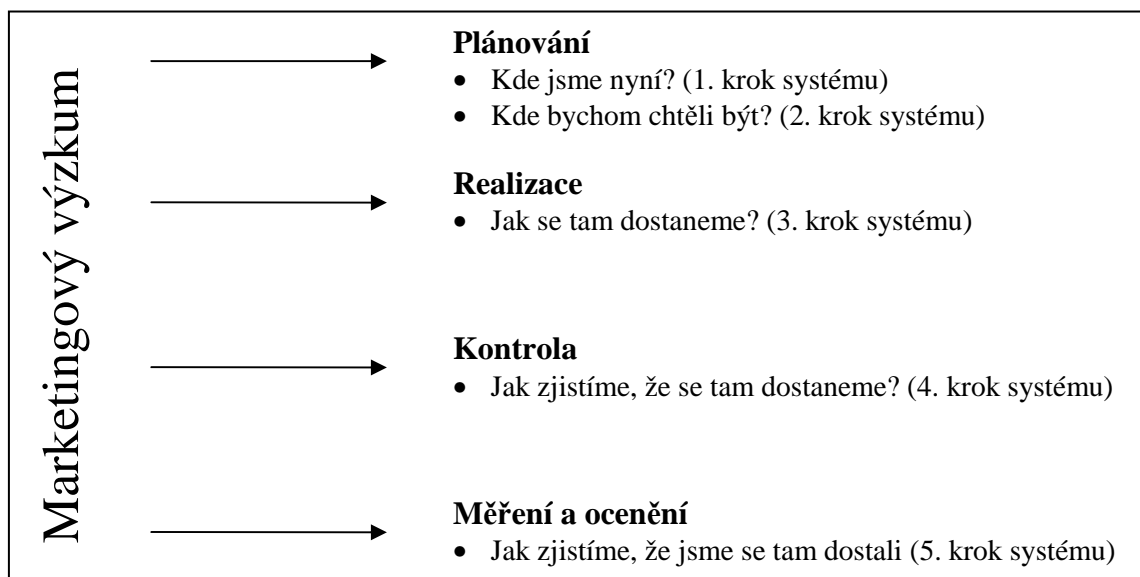 Marketingový výzkum
Plánování
• Kde jsme nyní? (1. krok systému)
• Kde bychom chtěli být? (2. krok systému)
Realizace
• Jak se tam dostaneme? (3. krok systému)
Kontrola
• Jak zjistíme, že se tam dostaneme? (4. krok systému)
Měření a ocenění
• Jak zjistíme, že jsme se tam dostali (5. krok systému)